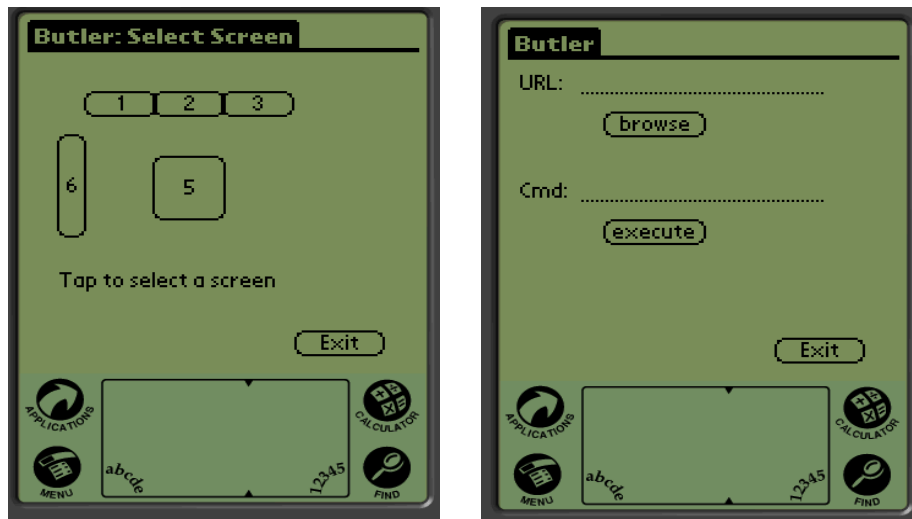 Butler: Select Screen
1 2 3
6 5
Tap to select a screen
Exit
APPLICATIONS
CALCULATOR
MENU
abcde
12345
FIND
Butler
URL:
browse
Cmd:
execute
Exit
APPLICATIONS
CALCULATOR
MENU
abcde
12345
FIND